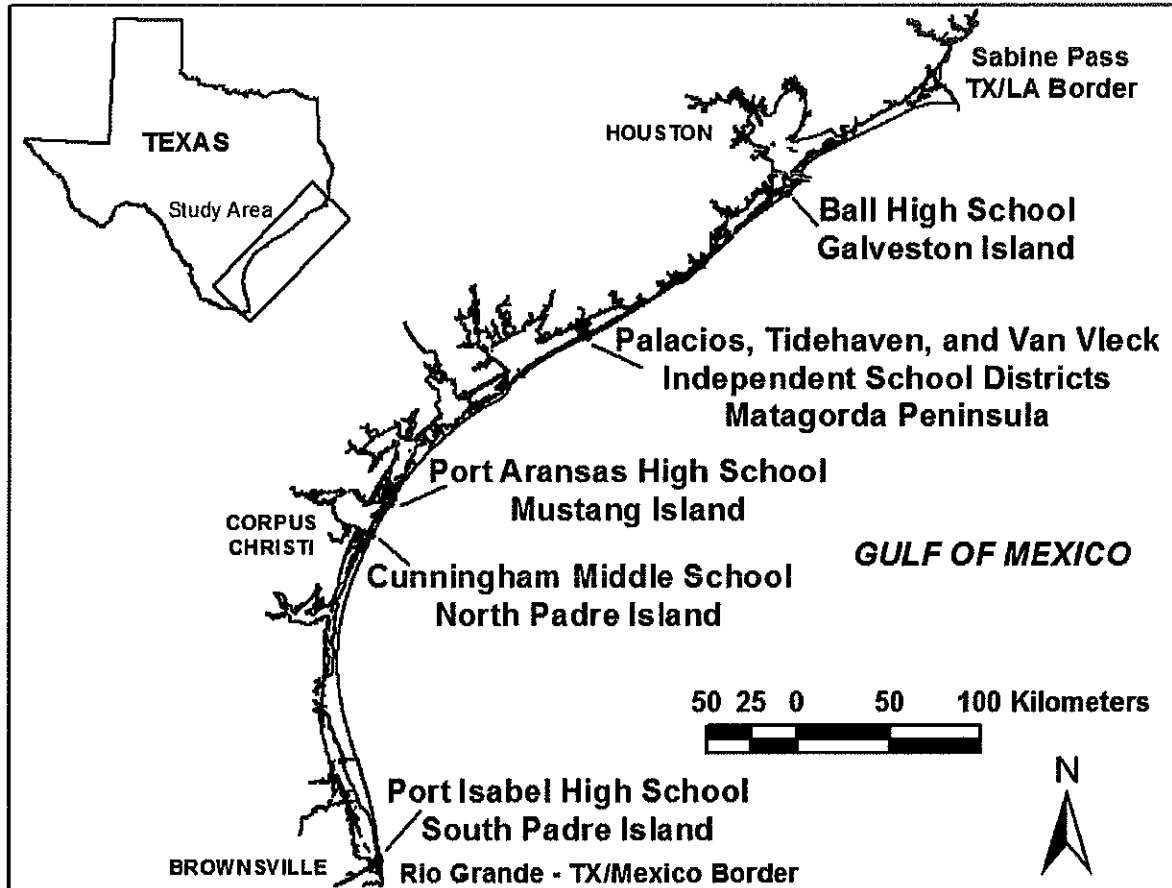 TEXAS
Study Area
Sabine Pass
TX/LA Border
HOUSTON
Ball High School
Galveston Island
Palacios, Tidehaven, and Van Vleck
Independent School Districts
Matagorda Peninsula
Port Aransas High School
Mustang Island
CORPUS
CHRISTI
GULF OF MEXICO
Cunningham Middle School
North Padre Island
50 25 0 50 100 Kilometers
N
Port Isabel High School
South Padre Island
BROWNSVILLE
Rio Grande - TX/Mexico Border